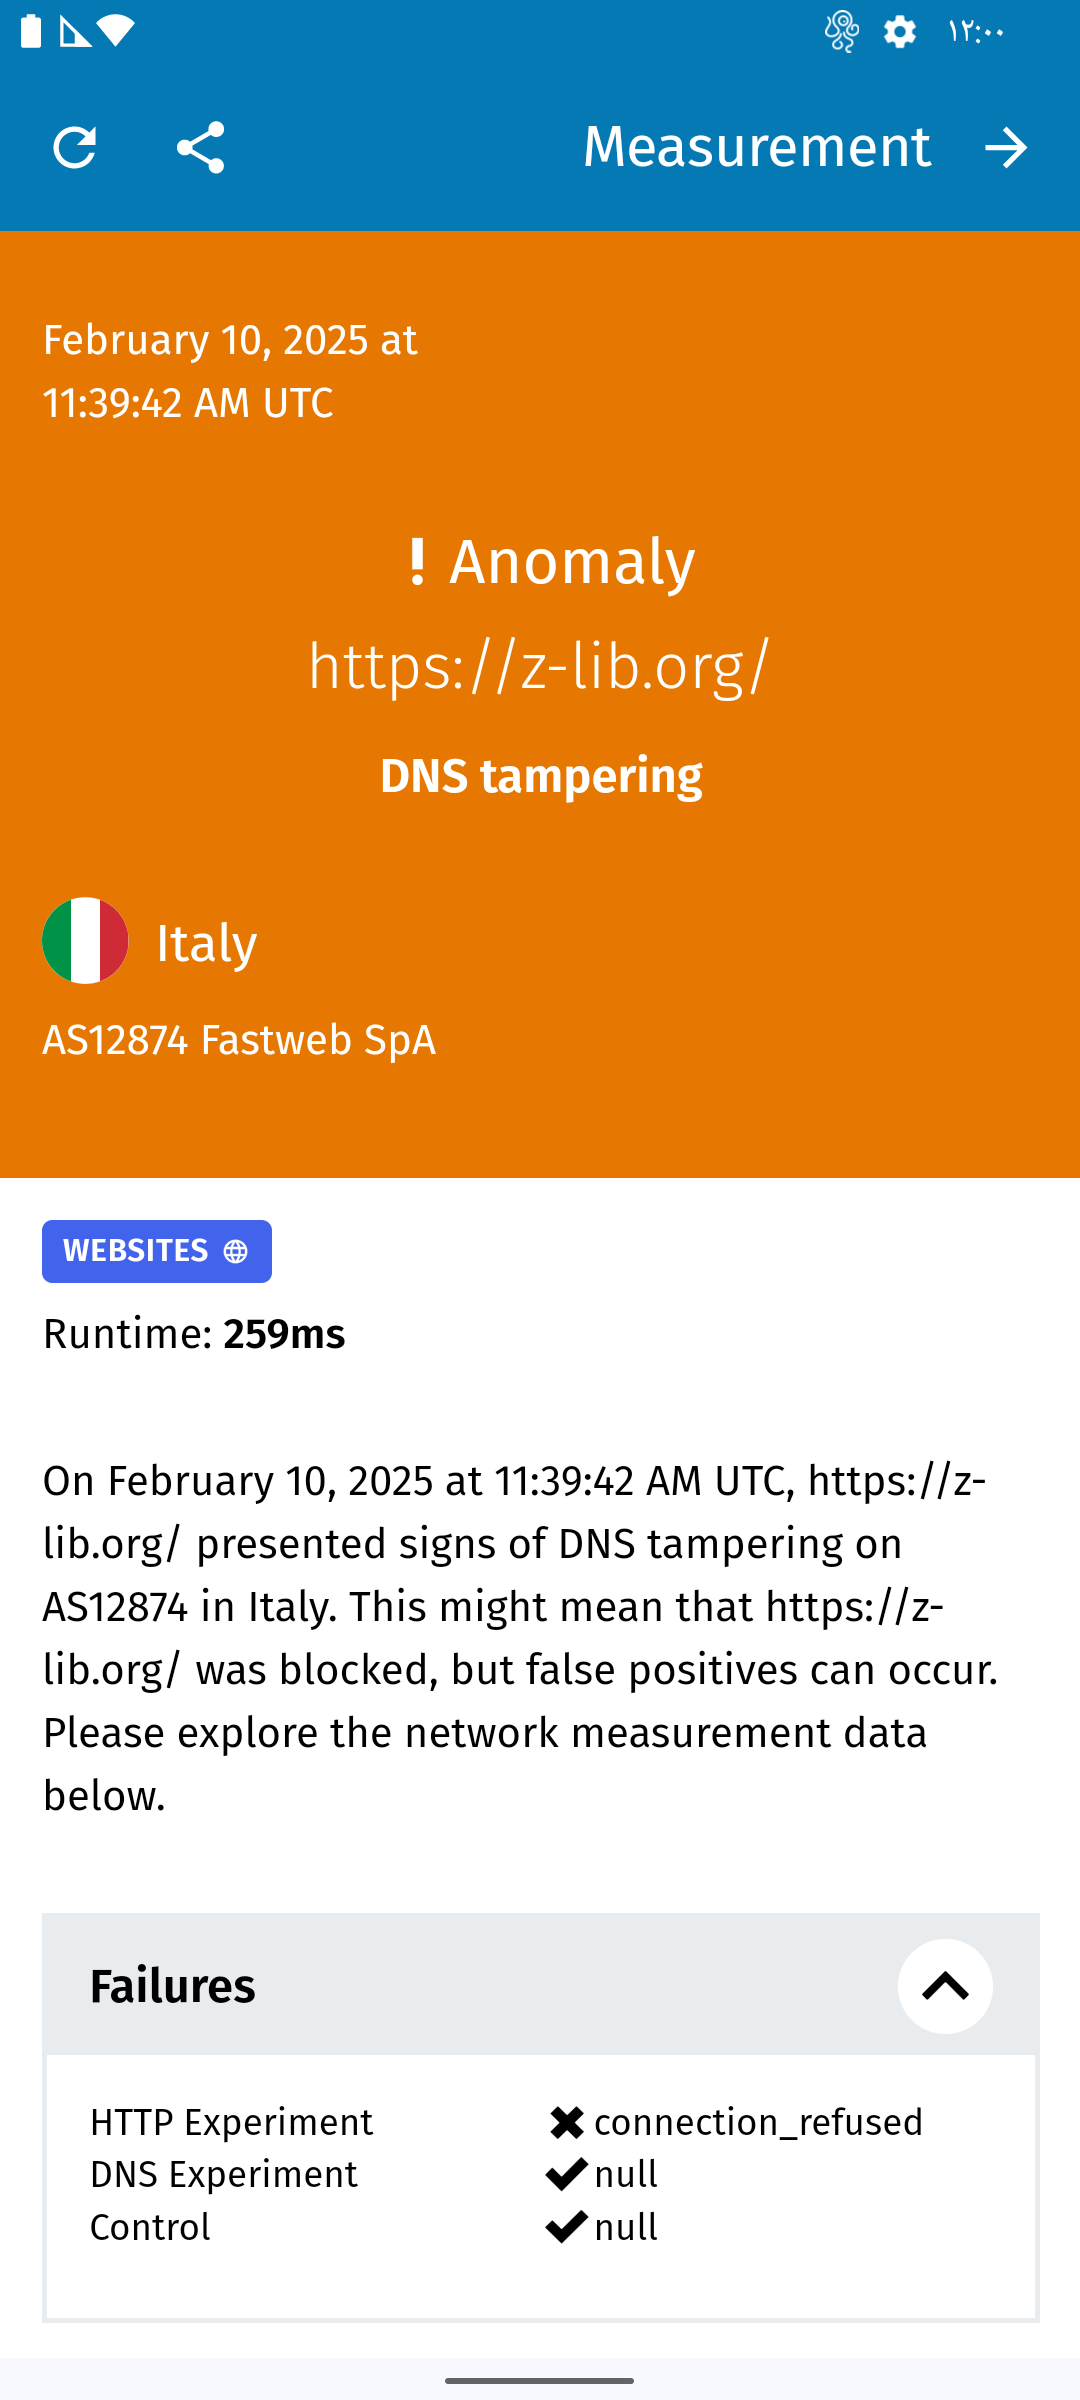 ۱۲:۰۰
Measurement
February 10, 2025 at
11:39:42 AM UTC
! Anomaly
https://z-lib.org/
DNS tampering
Italy
AS12874 Fastweb SpA
WEBSITES
Runtime: 259ms
On February 10, 2025 at 11:39:42 AM UTC, https://z-
lib.org/ presented signs of DNS tampering on
AS12874 in Italy. This might mean that https://z-
lib.org/ was blocked, but false positives can occur.
Please explore the network measurement data
below.
Failures
HTTP Experiment connection_refused
DNS Experiment null
Control null